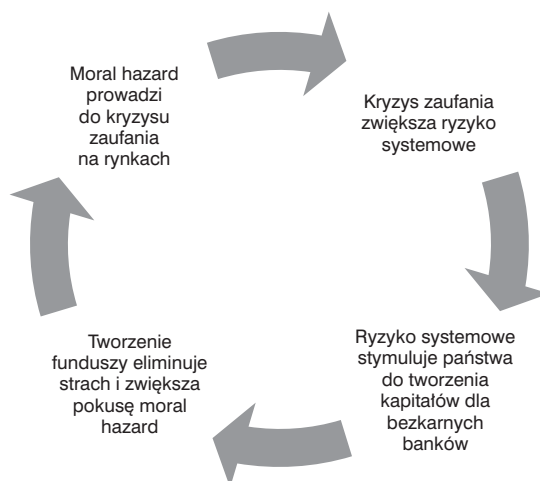 Moral hazard
prowadzi
do kryzysu
zaufania
na rynkach
Kryzys zaufania
zwiększa ryzyko
systemowe
Ryzyko systemowe
stymuluje państwa
do tworzenia
kapitałów dla
bezkarnych
banków
Tworzenie
funduszy eliminuje
strach i zwiększa
pokusę moral
hazard